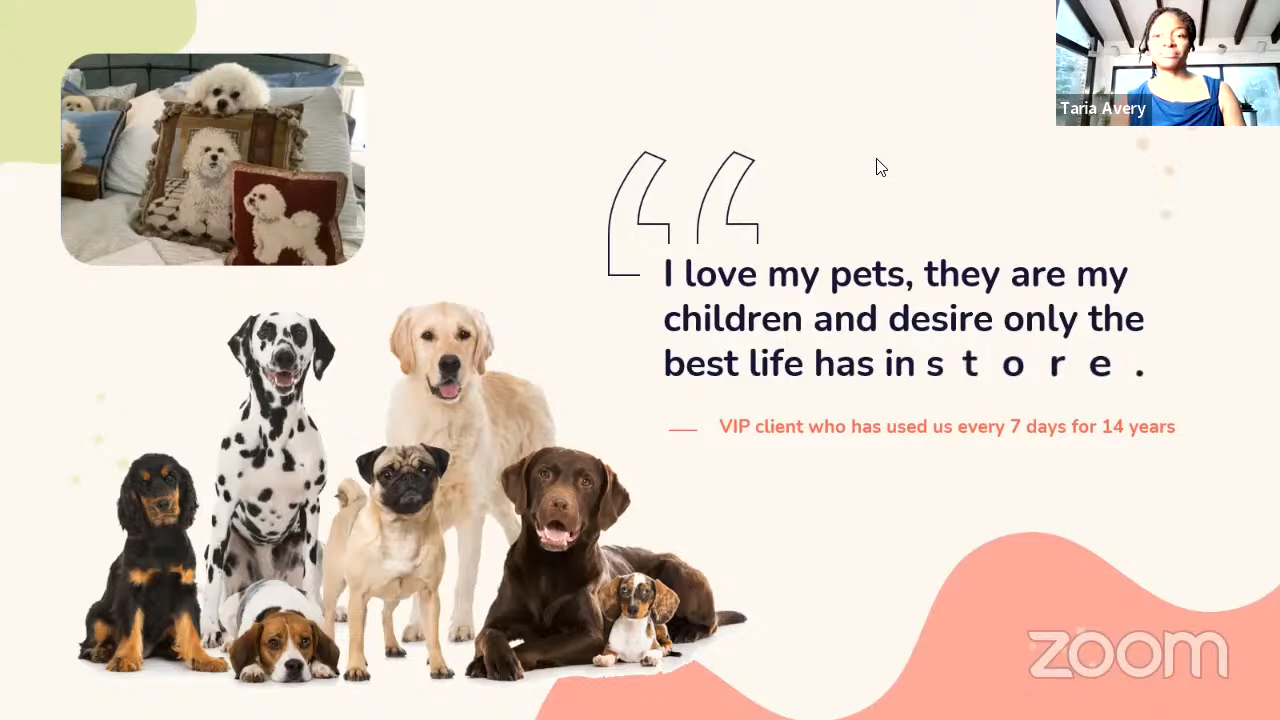 Taria Avery
I love my pets, they are my
children and desire only the
best life has in store.
VIP client who has used us every 7 days for 14 years
zoom